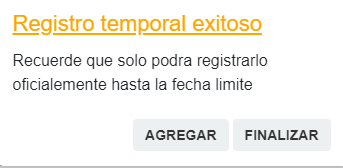 Registro temporal exitoso
Recuerde que solo podra registrarlo
oficialemente hasta la fecha limite
AGREGAR FINALIZAR